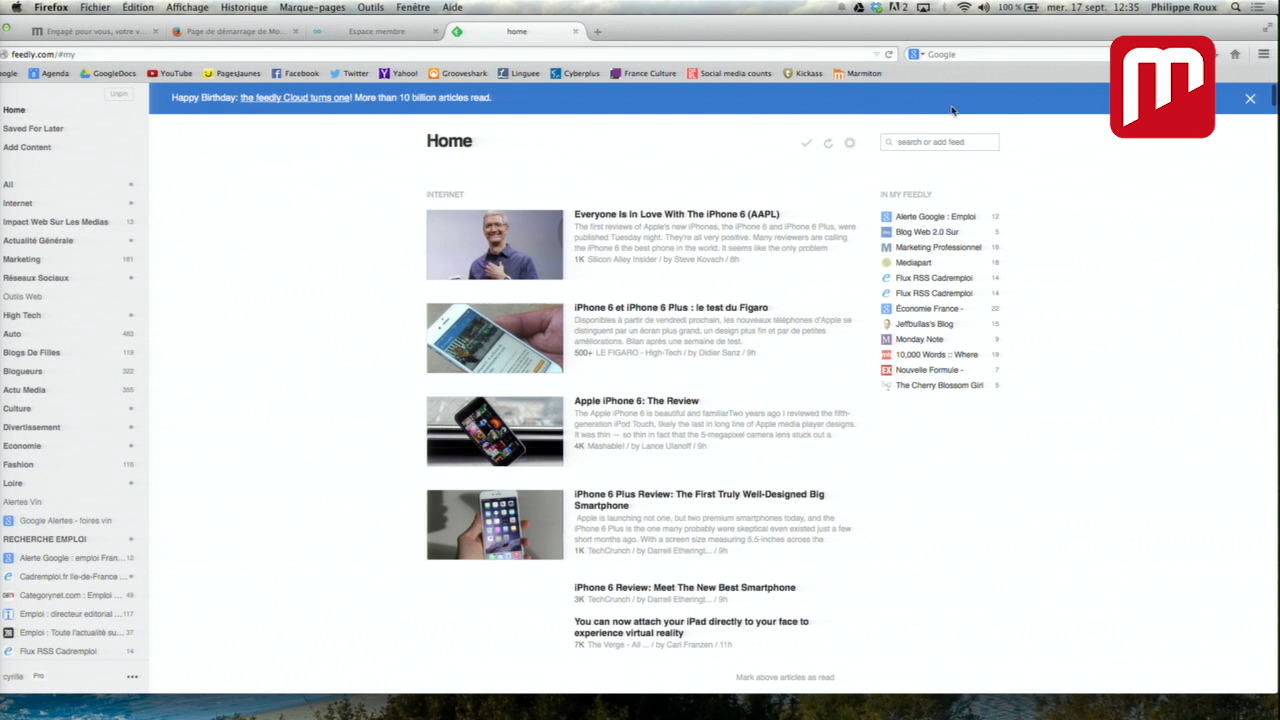 Firefox Fichier Édition Affichage Historique Marque-pages Outils Fenêtre Aide
2 100 % mer. 17 sept. 12:35 Philippe Roux
Engagé pour vous, votre v...
Page de démarrage de Mo...
Espace membre
home
feedly.com/#my
Google
Agenda GoogleDocs YouTube PagesJaunes Facebook Twitter Yahoo! Grooveshark Linguee Cyberplus France Culture Social media counts Kickass Marmiton
Unpin
Happy Birthday: the feedly Cloud turns one! More than 10 billion articles read.
Home
Saved For Later
Add Content
All
Internet
Impact Web Sur Les Medias 13
Actualité Générale
Marketing 181
Réseaux Sociaux
Outils Web
High Tech
Auto 483
Blogs De Filles 119
Blogueurs 322
Actu Media 355
Culture
Divertissement
Economie
Fashion 116
Loire
Alertes Vin
Google Alertes - foires vin
RECHERCHE EMPLOI
Alerte Google : emploi Fran... 12
Cadremploi.fr Ile-de-France ...
Categorynet.com : Emploi ... 49
Emploi : directeur editorial ... 117
Emploi : Toute l'actualité su... 37
Flux RSS Cadremploi 14
cyrille Pro
Home
search or add feed
INTERNET
Everyone Is In Love With The iPhone 6 (AAPL)
The first reviews of Apple's new iPhones, the iPhone 6 and iPhone 6 Plus, were
published Tuesday night. They're all very positive. Many reviewers are calling
the iPhone 6 the best phone in the world. It seems like the only problem
1K Silicon Alley Insider / by Steve Kovach / 8h
iPhone 6 et iPhone 6 Plus : le test du Figaro
Disponibles à partir de vendredi prochain, les nouveaux téléphones d'Apple se
distinguent par un écran plus grand, un design plus fin et par de petites
améliorations. Bilan après une semaine de test.
500+ LE FIGARO - High-Tech / by Didier Sanz / 9h
Apple iPhone 6: The Review
The Apple iPhone 6 is beautiful and familiarTwo years ago I reviewed the fifth-
generation iPod Touch, likely the last in long line of Apple media player designs.
It was thin — so thin in fact that the 5-megapixel camera lens stuck out a
4K Mashable! / by Lance Ulanoff / 9h
iPhone 6 Plus Review: The First Truly Well-Designed Big
Smartphone
Apple is launching not one, but two premium smartphones today, and the
iPhone 6 Plus is the one many probably were skeptical even existed just a few
short months ago. With a screen size measuring 5.5-inches across the
1K TechCrunch / by Darrell Etheringt... / 9h
iPhone 6 Review: Meet The New Best Smartphone
3K TechCrunch / by Darrell Etheringt... / 9h
You can now attach your iPad directly to your face to
experience virtual reality
7K The Verge - All ... / by Carl Franzen / 11h
Mark above articles as read
IN MY FEEDLY
Alerte Google : Emploi 12
Blog Web 2.0 Sur 5
Marketing Professionnel 16
Mediapart 18
Flux RSS Cadremploi 14
Flux RSS Cadremploi 14
Économie France - 22
Jeffbullas's Blog 15
Monday Note 9
10,000 Words :: Where 19
Nouvelle Formule - 7
The Cherry Blossom Girl